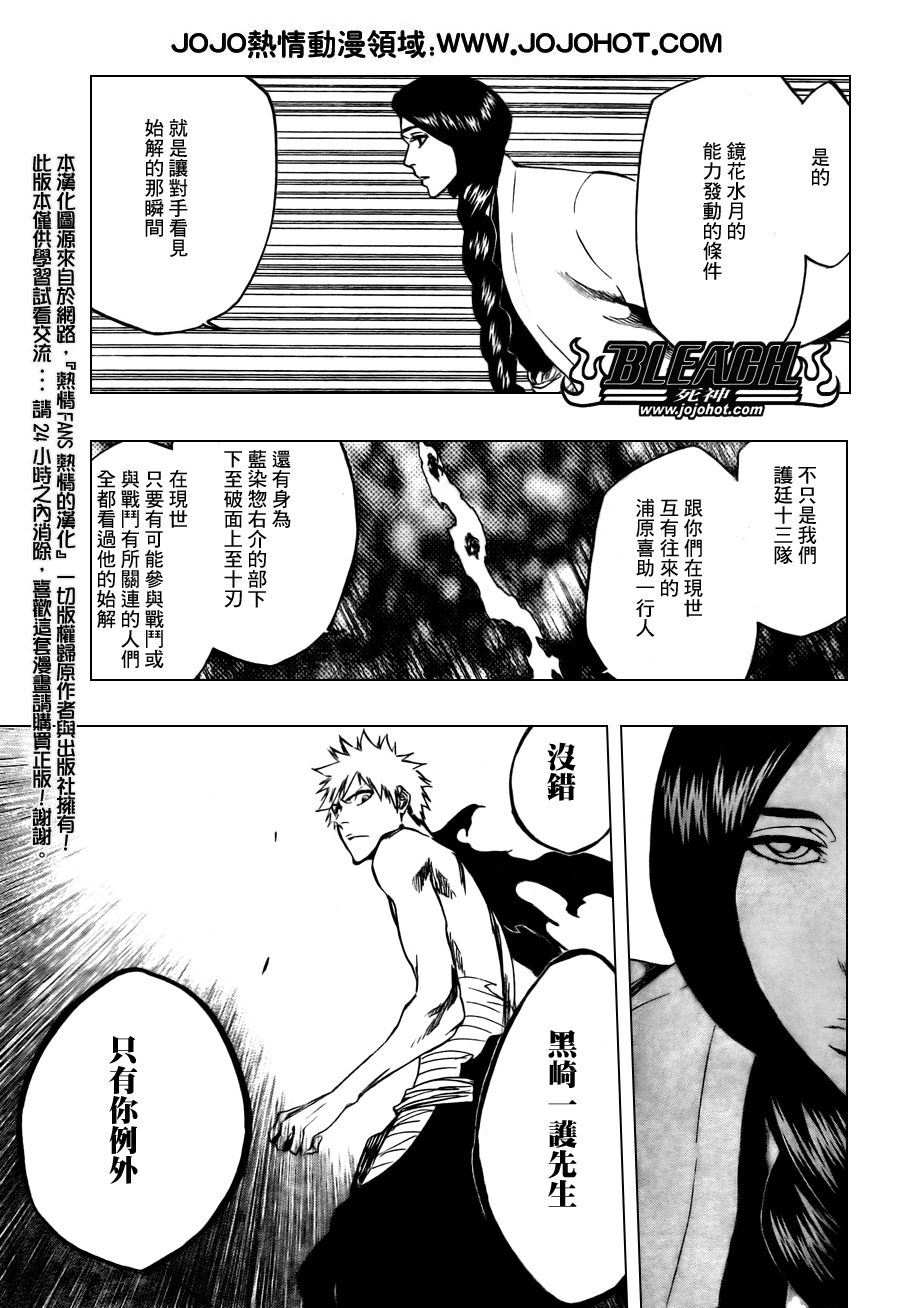 JOJO熱情動漫領域:WWW.JOJOHOT.COM
是的
鏡花水月的
能力發動的條件
就是讓對手看見
始解的那瞬間
BLEACH
死神
www.jojohot.com
不只是我們
護廷十三隊
跟你們在現世
互有往來的
浦原喜助一行人
還有身為
藍染惣右介的部下
下至破面上至十刃
在現世
只要有可能參與戰鬥或
與戰鬥有所關連的人們
全都看過他的始解
沒錯
黑崎一護先生
只有你例外
本漢化圖源來自於網路，『熱情FANS熱情的漢化』一切版權歸原作者與出版社擁有！
此版本僅供學習試看交流... 請24小時之內消除，喜歡這套漫畫請購買正版！謝謝。